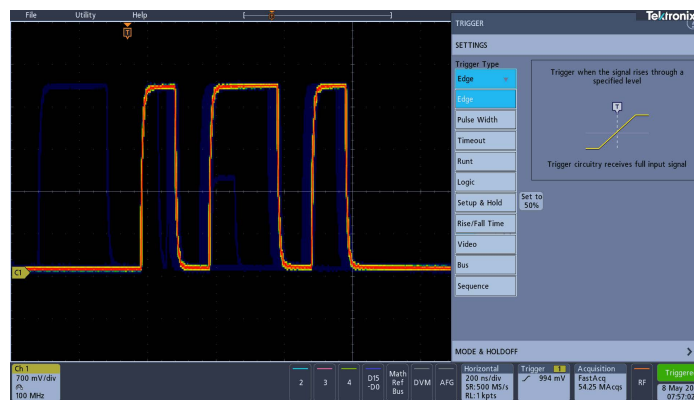 File Utility Help
Tektronix
TRIGGER
SETTINGS
Trigger Type
Edge
Edge
Pulse Width
Timeout
Runt
Logic
Setup & Hold
Rise/Fall Time
Video
Bus
Sequence
Set to
50%
Trigger when the signal rises through a
specified level
T
Trigger circuitry receives full input signal
MODE & HOLDOFF
T
T
C1
Ch 1
700 mV/div
100 MHz
2
3
4
D15
-D0
Math
Ref
Bus
DVM
AFG
Horizontal
200 ns/div
SR: 500 MS/s
RL: 1 kpts
Trigger 1
994 mV
Acquisition
FastAcq
54.25 MAcqs
RF
Triggered
8 May 20